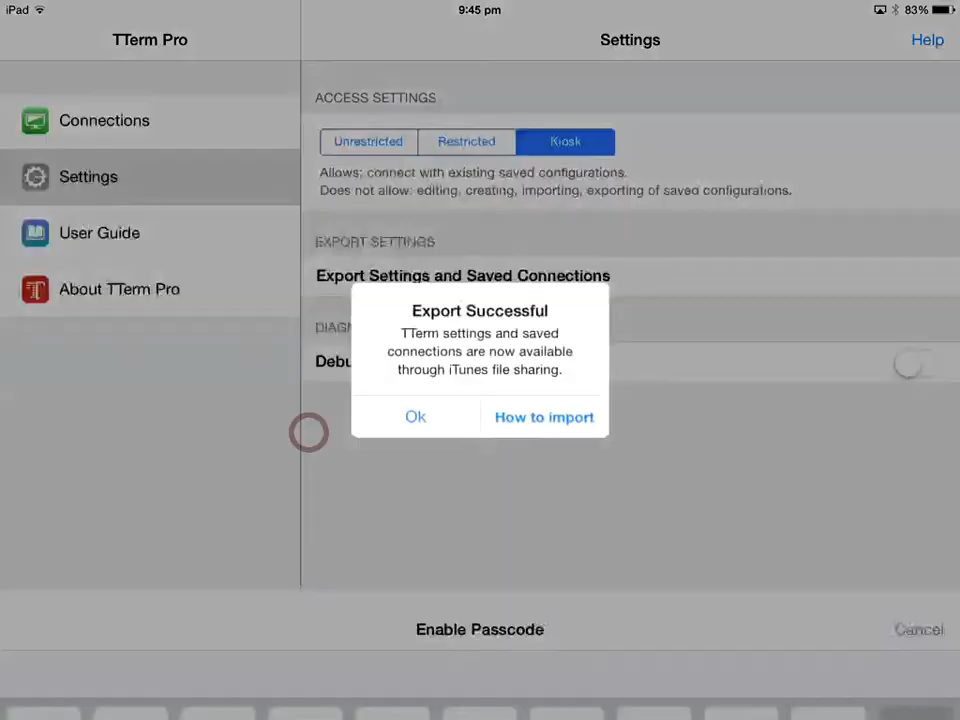 iPad 9:45 pm 83%
TTerm Pro
Settings
Help
Connections
Settings
User Guide
About TTerm Pro
ACCESS SETTINGS
Unrestricted Restricted Kiosk
Allows: connect with existing saved configurations.
Does not allow: editing, creating, importing, exporting of saved configurations.
EXPORT SETTINGS
Export Settings and Saved Connections
DIAGN
Debu
Export Successful
TTerm settings and saved
connections are now available
through iTunes file sharing.
Ok How to import
Enable Passcode Cancel